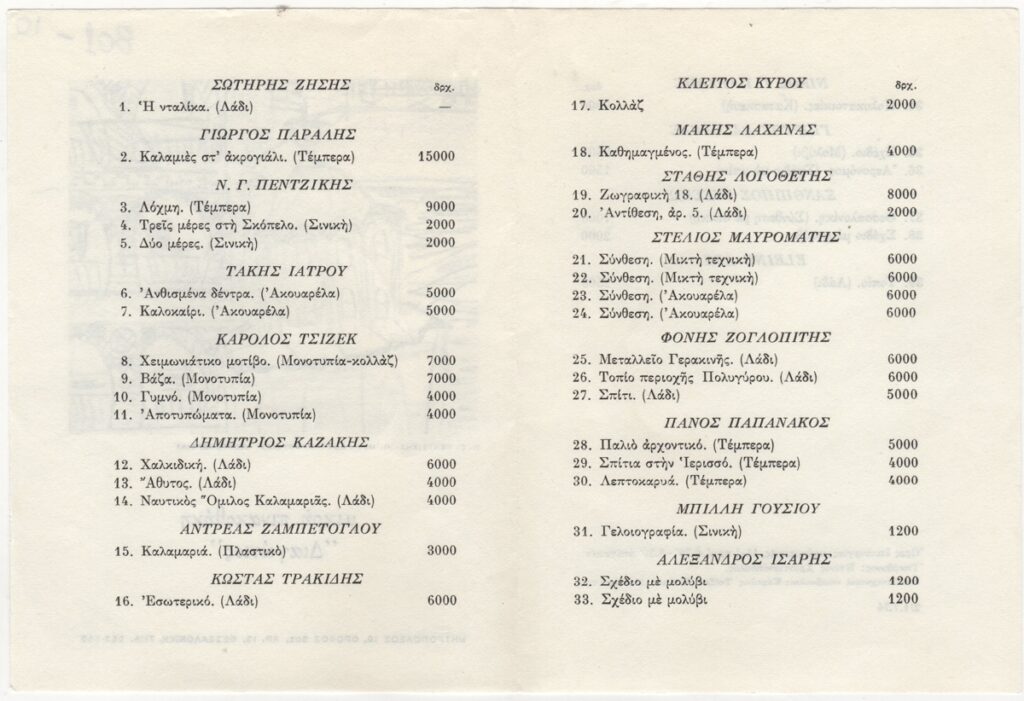 ΣΩΤΗΡΗΣ ΖΗΣΗΣ δρχ.
1. Ἡ νταλίκα. (Λάδι) —
ΓΙΩΡΓΟΣ ΠΑΡΑΛΗΣ
2. Καλαμιὲς στ' ἀκρογιάλι. (Τέμπερα) 15000
Ν. Γ. ΠΕΝΤΖΙΚΗΣ
3. Λόχμη. (Τέμπερα) 9000
4. Τρεῖς μέρες στὴ Σκόπελο. (Σινικὴ) 2000
5. Δύο μέρες. (Σινικὴ) 2000
ΤΑΚΗΣ ΙΑΤΡΟΥ
6. Ἀνθισμένα δέντρα. (Ἀκουαρέλα) 5000
7. Καλοκαίρι. (Ἀκουαρέλα) 5000
ΚΑΡΟΛΟΣ ΤΣΙΖΕΚ
8. Χειμωνιάτικο μοτίβο. (Μονοτυπία-κολλὰζ) 7000
9. Βάζα. (Μονοτυπία) 7000
10. Γυμνό. (Μονοτυπία) 4000
11. Ἀποτυπώματα. (Μονοτυπία) 4000
ΔΗΜΗΤΡΙΟΣ ΚΑΖΑΚΗΣ
12. Χαλκιδική. (Λάδι) 6000
13. Ἄθυτος. (Λάδι) 4000
14. Ναυτικὸς Ὅμιλος Καλαμαριᾶς. (Λάδι) 4000
ΑΝΤΡΕΑΣ ΖΑΜΠΕΤΟΓΛΟΥ
15. Καλαμαριά. (Πλαστικὸ) 3000
ΚΩΣΤΑΣ ΤΡΑΚΙΔΗΣ
16. Ἐσωτερικό. (Λάδι) 6000
ΚΛΕΙΤΟΣ ΚΥΡΟΥ δρχ.
17. Κολλὰζ 2000
ΜΑΚΗΣ ΛΑΧΑΝΑΣ
18. Καθημαγμένος. (Τέμπερα) 4000
ΣΤΑΘΗΣ ΛΟΓΟΘΕΤΗΣ
19. Ζωγραφικὴ 18. (Λάδι) 8000
20. Ἀντίθεση, ἀρ. 5. (Λάδι) 2000
ΣΤΕΛΙΟΣ ΜΑΥΡΟΜΑΤΗΣ
21. Σύνθεση. (Μικτὴ τεχνικὴ) 6000
22. Σύνθεση. (Μικτὴ τεχνικὴ) 6000
23. Σύνθεση. (Ἀκουαρέλα) 6000
24. Σύνθεση. (Ἀκουαρέλα) 6000
ΦΟΝΗΣ ΖΟΓΛΟΠΙΤΗΣ
25. Μεταλλεῖο Γερακινῆς. (Λάδι) 6000
26. Τοπίο περιοχῆς Πολυγύρου. (Λάδι) 6000
27. Σπίτι. (Λάδι) 5000
ΠΑΝΟΣ ΠΑΠΑΝΑΚΟΣ
28. Παλιὸ ἀρχοντικό. (Τέμπερα) 5000
29. Σπίτια στὴν Ἱερισσό. (Τέμπερα) 4000
30. Λεπτοκαρυά. (Τέμπερα) 4000
ΜΠΙΛΛΗ ΓΟΥΣΙΟΥ
31. Γελοιογραφία. (Σινικὴ) 1200
ΑΛΕΞΑΝΔΡΟΣ ΙΣΑΡΗΣ
32. Σχέδιο μὲ μολύβι 1200
33. Σχέδιο μὲ μολύβι 1200